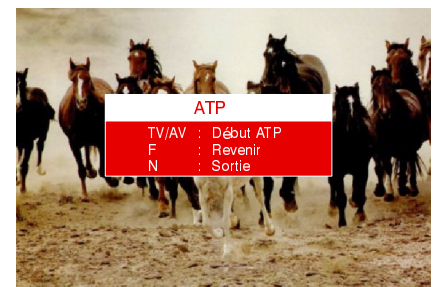 ATP
TV/AV : Début ATP
F : Revenir
N : Sortie